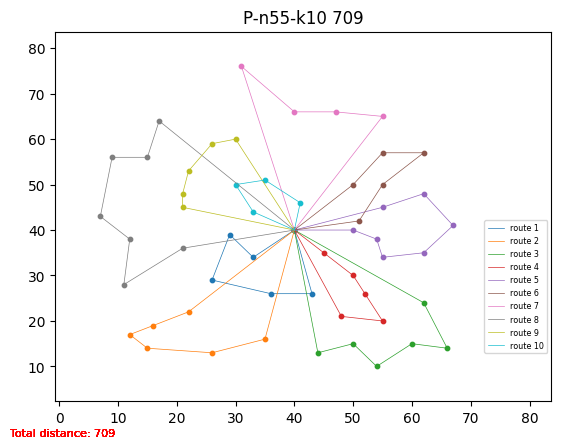 P-n55-k10 709
80
70
60
50
40
30
20
10
0 10 20 30 40 50 60 70 80
route 1
route 2
route 3
route 4
route 5
route 6
route 7
route 8
route 9
route 10
Total distance: 709